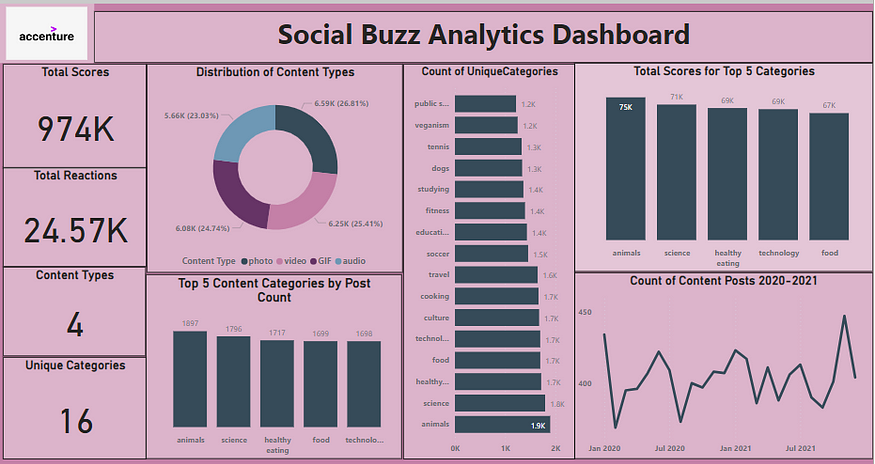 accenture
Social Buzz Analytics Dashboard
Total Scores
974K
Total Reactions
24.57K
Content Types
4
Unique Categories
16
Distribution of Content Types
6.59K (26.81%)
5.66K (23.03%)
6.08K (24.74%)
6.25K (25.41%)
Content Type photo video GIF audio
Top 5 Content Categories by Post
Count
1897 1796 1717 1699 1698
animals science healthy food technolo...
eating
Count of UniqueCategories
public s... 1.2K
veganism 1.2K
tennis 1.3K
dogs 1.3K
studying 1.4K
fitness 1.4K
educati... 1.4K
soccer 1.5K
travel 1.6K
cooking 1.7K
culture 1.7K
technol... 1.7K
food 1.7K
healthy... 1.7K
science 1.8K
animals 1.9K
0K 1K 2K
Total Scores for Top 5 Categories
75K 71K 69K 69K 67K
animals science healthy technology food
eating
Count of Content Posts 2020-2021
450
400
Jan 2020 Jul 2020 Jan 2021 Jul 2021